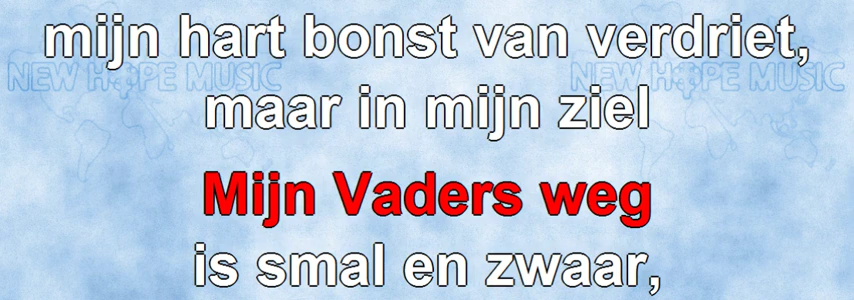 mijn hart bonst van verdriet,
NEW HOPE MUSIC NEW HOPE MUSIC
maar in mijn ziel
Mijn Vaders weg
is smal en zwaar,